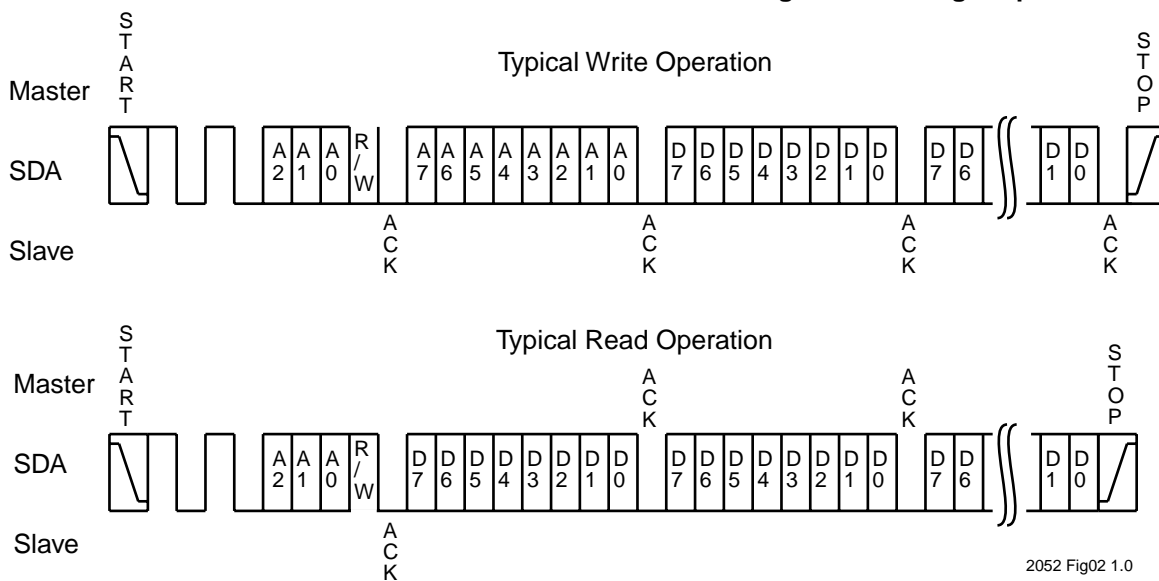 START
Typical Write Operation
STOP
Master
SDA
A2 A1 A0 R/W A7 A6 A5 A4 A3 A2 A1 A0 D7 D6 D5 D4 D3 D2 D1 D0 D7 D6 D1 D0
Slave
ACK ACK ACK ACK
START
Typical Read Operation
STOP
Master
ACK ACK
SDA
A2 A1 A0 R/W D7 D6 D5 D4 D3 D2 D1 D0 D7 D6 D5 D4 D3 D2 D1 D0 D7 D6 D1 D0
Slave
ACK
2052 Fig02 1.0